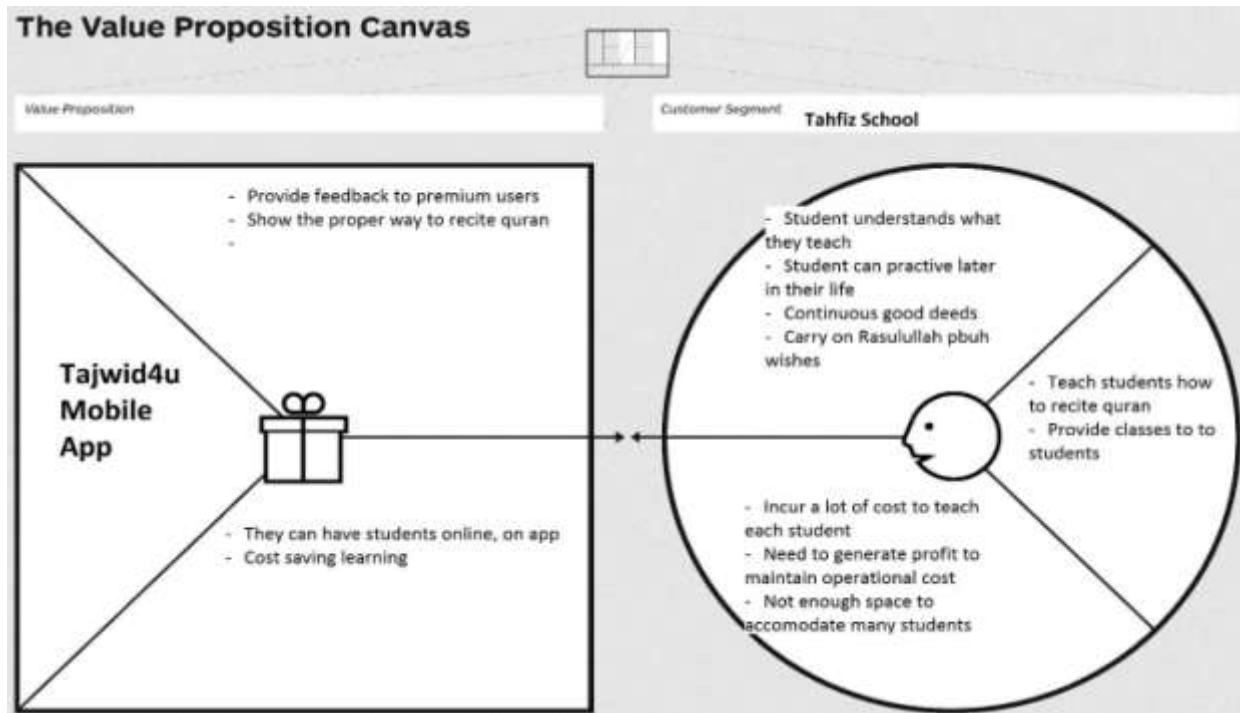 The Value Proposition Canvas
Value Proposition
Customer Segment
Tahfiz School
- Provide feedback to premium users
- Show the proper way to recite quran
-
Tajwid4u
Mobile
App
- They can have students online, on app
- Cost saving learning
- Student understands what
they teach
- Student can practive later
in their life
- Continuous good deeds
- Carry on Rasulullah pbuh
wishes
- Teach students how
to recite quran
- Provide classes to to
students
- Incur a lot of cost to teach
each student
- Need to generate profit to
maintain operational cost
- Not enough space to
accomodate many students